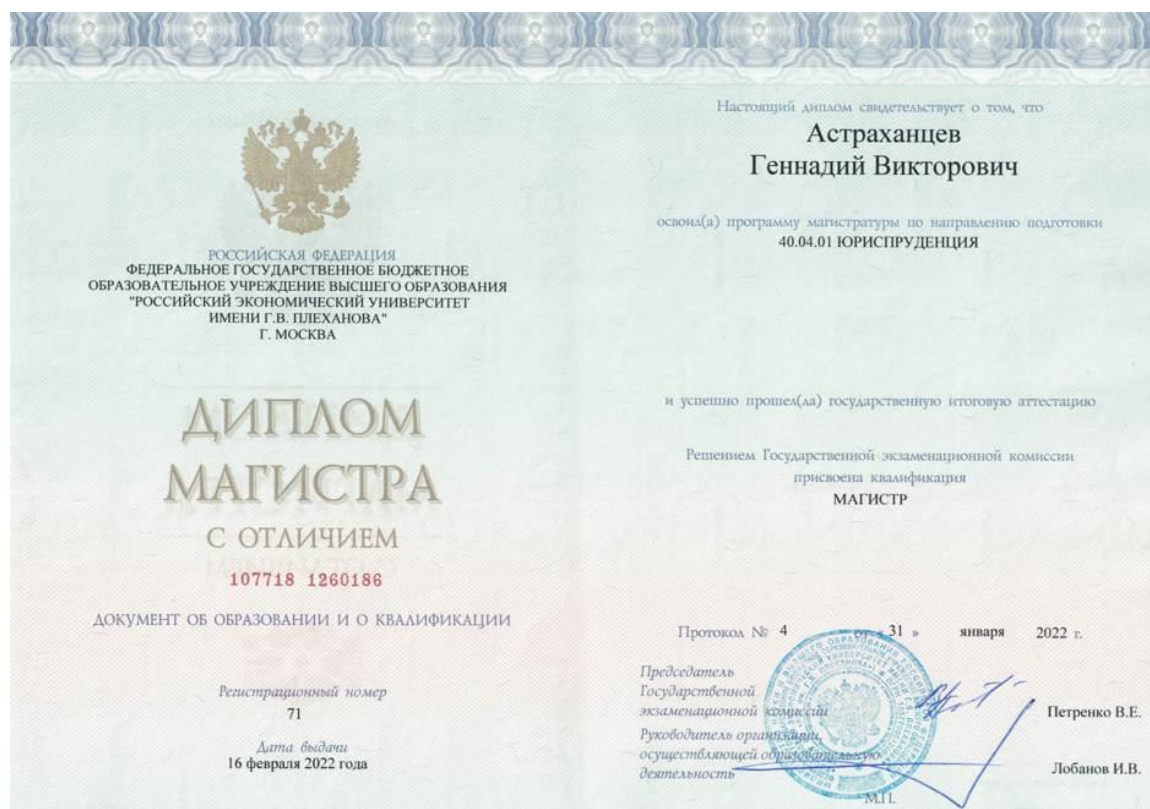 РОССИЙСКАЯ ФЕДЕРАЦИЯ
ФЕДЕРАЛЬНОЕ ГОСУДАРСТВЕННОЕ БЮДЖЕТНОЕ
ОБРАЗОВАТЕЛЬНОЕ УЧРЕЖДЕНИЕ ВЫСШЕГО ОБРАЗОВАНИЯ
"РОССИЙСКИЙ ЭКОНОМИЧЕСКИЙ УНИВЕРСИТЕТ
ИМЕНИ Г.В. ПЛЕХАНОВА"
Г. МОСКВА
ДИПЛОМ
МАГИСТРА
С ОТЛИЧИЕМ
107718 1260186
ДОКУМЕНТ ОБ ОБРАЗОВАНИИ И О КВАЛИФИКАЦИИ
Регистрационный номер
71
Дата выдачи
16 февраля 2022 года
Настоящий диплом свидетельствует о том, что
Астраханцев
Геннадий Викторович
освоил(а) программу магистратуры по направлению подготовки
40.04.01 ЮРИСПРУДЕНЦИЯ
и успешно прошел(ла) государственную итоговую аттестацию
Решением Государственной экзаменационной комиссии
присвоена квалификация
МАГИСТР
Протокол № 4 от « 31 » января 2022 г.
Председатель
Государственной
экзаменационной комиссии
Петренко В.Е.
Руководитель организации,
осуществляющей образовательную
деятельность
Лобанов И.В.
М.П.